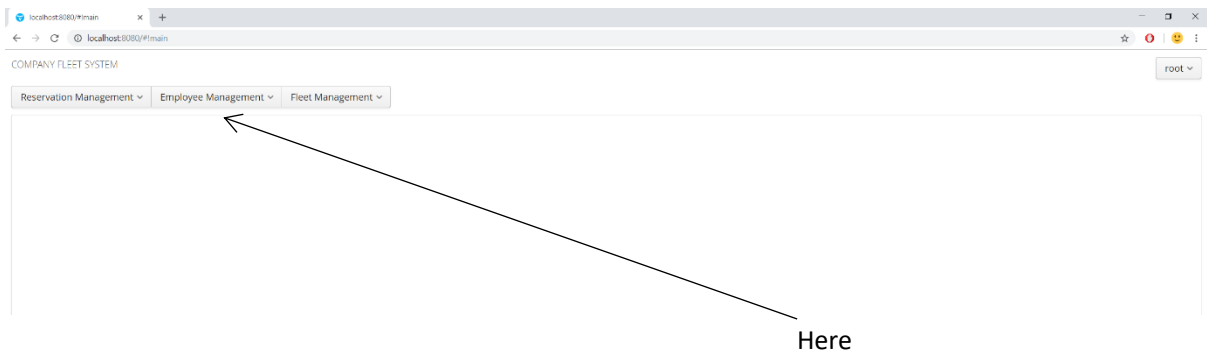 localhost:8080/#!main
localhost:8080/#!main
COMPANY FLEET SYSTEM
root
Reservation Management Employee Management Fleet Management
Here